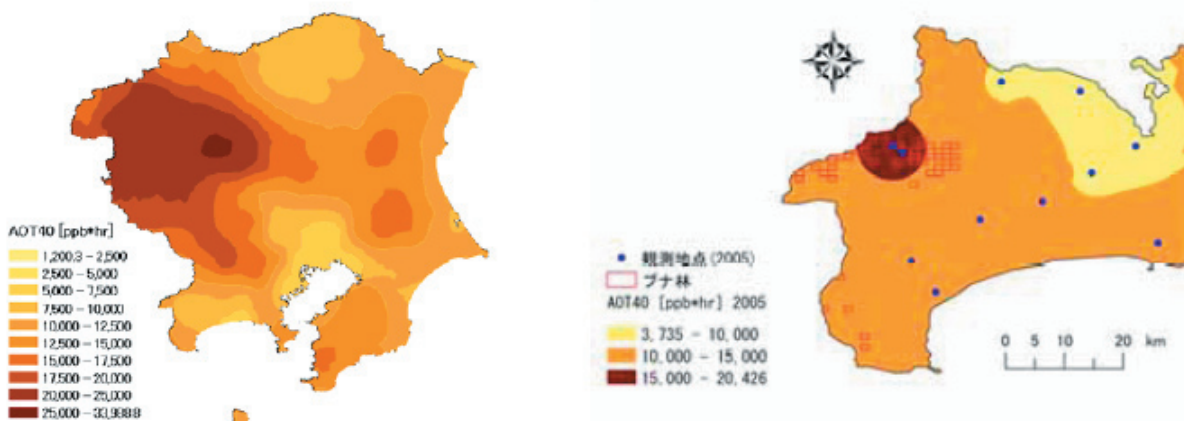 AOT40 [ppb*hr]
1,200.3 - 2,500
2,500 - 5,000
5,000 - 7,500
7,500 - 10,000
10,000 - 12,500
12,500 - 15,000
15,000 - 17,500
17,500 - 20,000
20,000 - 25,000
25,000 - 33,988.8
観測地点(2005)
ブナ林
AOT40 [ppb*hr] 2005
3,735 - 10,000
10,000 - 15,000
15,000 - 20,426
0 5 10 20 km